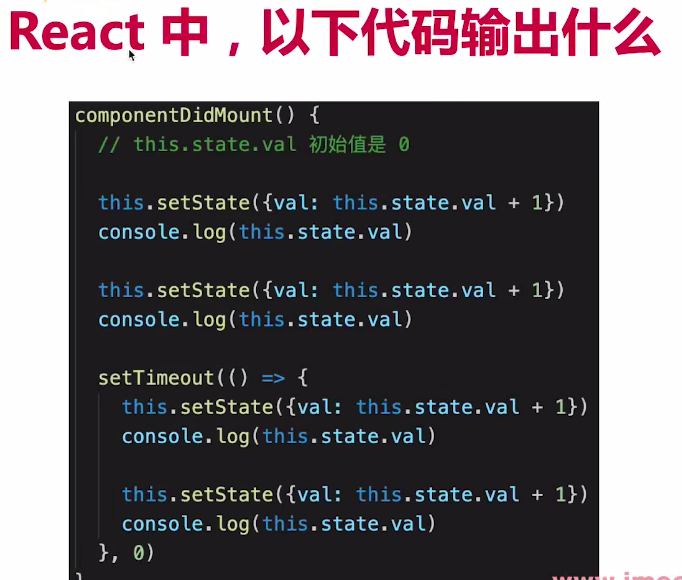 React 中，以下代码输出什么
componentDidMount() {
// this.state.val 初始值是 0
this.setState({val: this.state.val + 1})
console.log(this.state.val)
this.setState({val: this.state.val + 1})
console.log(this.state.val)
setTimeout(() => {
this.setState({val: this.state.val + 1})
console.log(this.state.val)
this.setState({val: this.state.val + 1})
console.log(this.state.val)
}, 0)